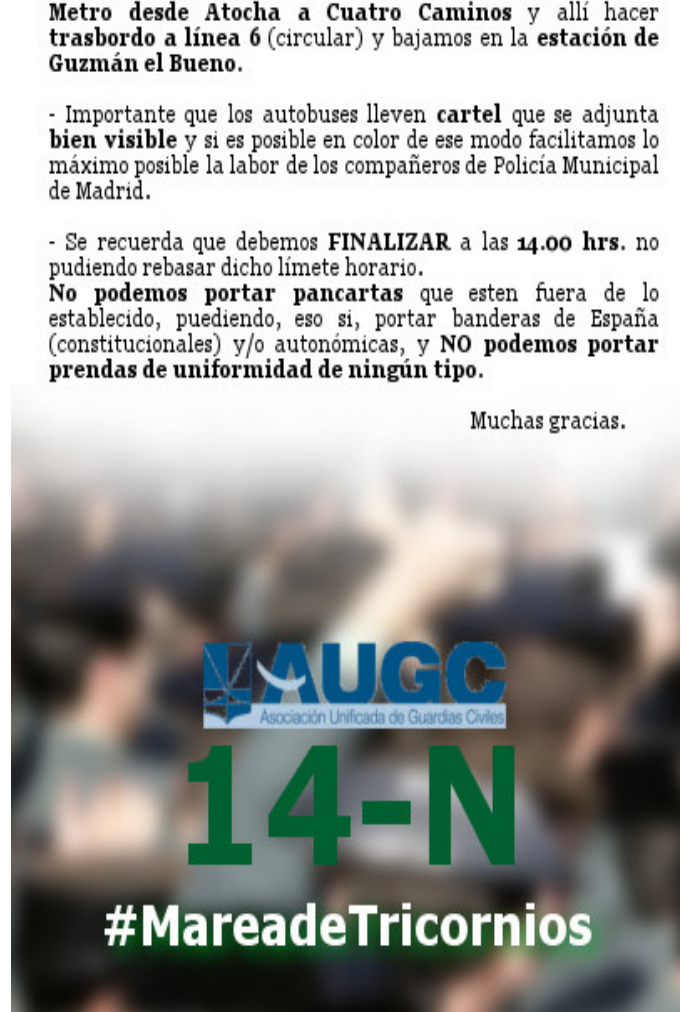 Metro desde Atocha a Cuatro Caminos y allí hacer
trasbordo a línea 6 (circular) y bajamos en la estación de
Guzmán el Bueno.
- Importante que los autobuses lleven cartel que se adjunta
bien visible y si es posible en color de ese modo facilitamos lo
máximo posible la labor de los compañeros de Policía Municipal
de Madrid.
- Se recuerda que debemos FINALIZAR a las 14.00 hrs. no
pudiendo rebasar dicho límete horario.
No podemos portar pancartas que esten fuera de lo
establecido, puediendo, eso si, portar banderas de España
(constitucionales) y/o autonómicas, y NO podemos portar
prendas de uniformidad de ningún tipo.
Muchas gracias.
AUGC
Asociación Unificada de Guardias Civiles
14-N
#MareadeTricornios